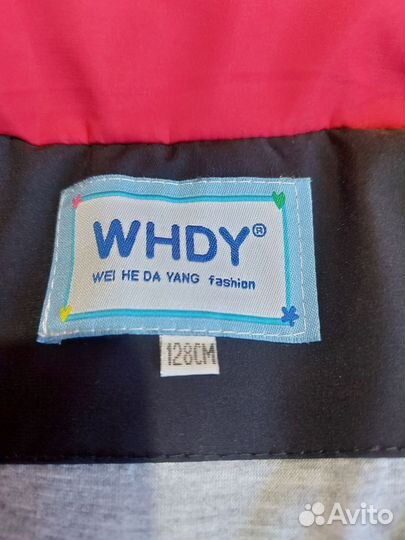 WHDY®
WEI HE DA YANG fashion
128CM
Avito